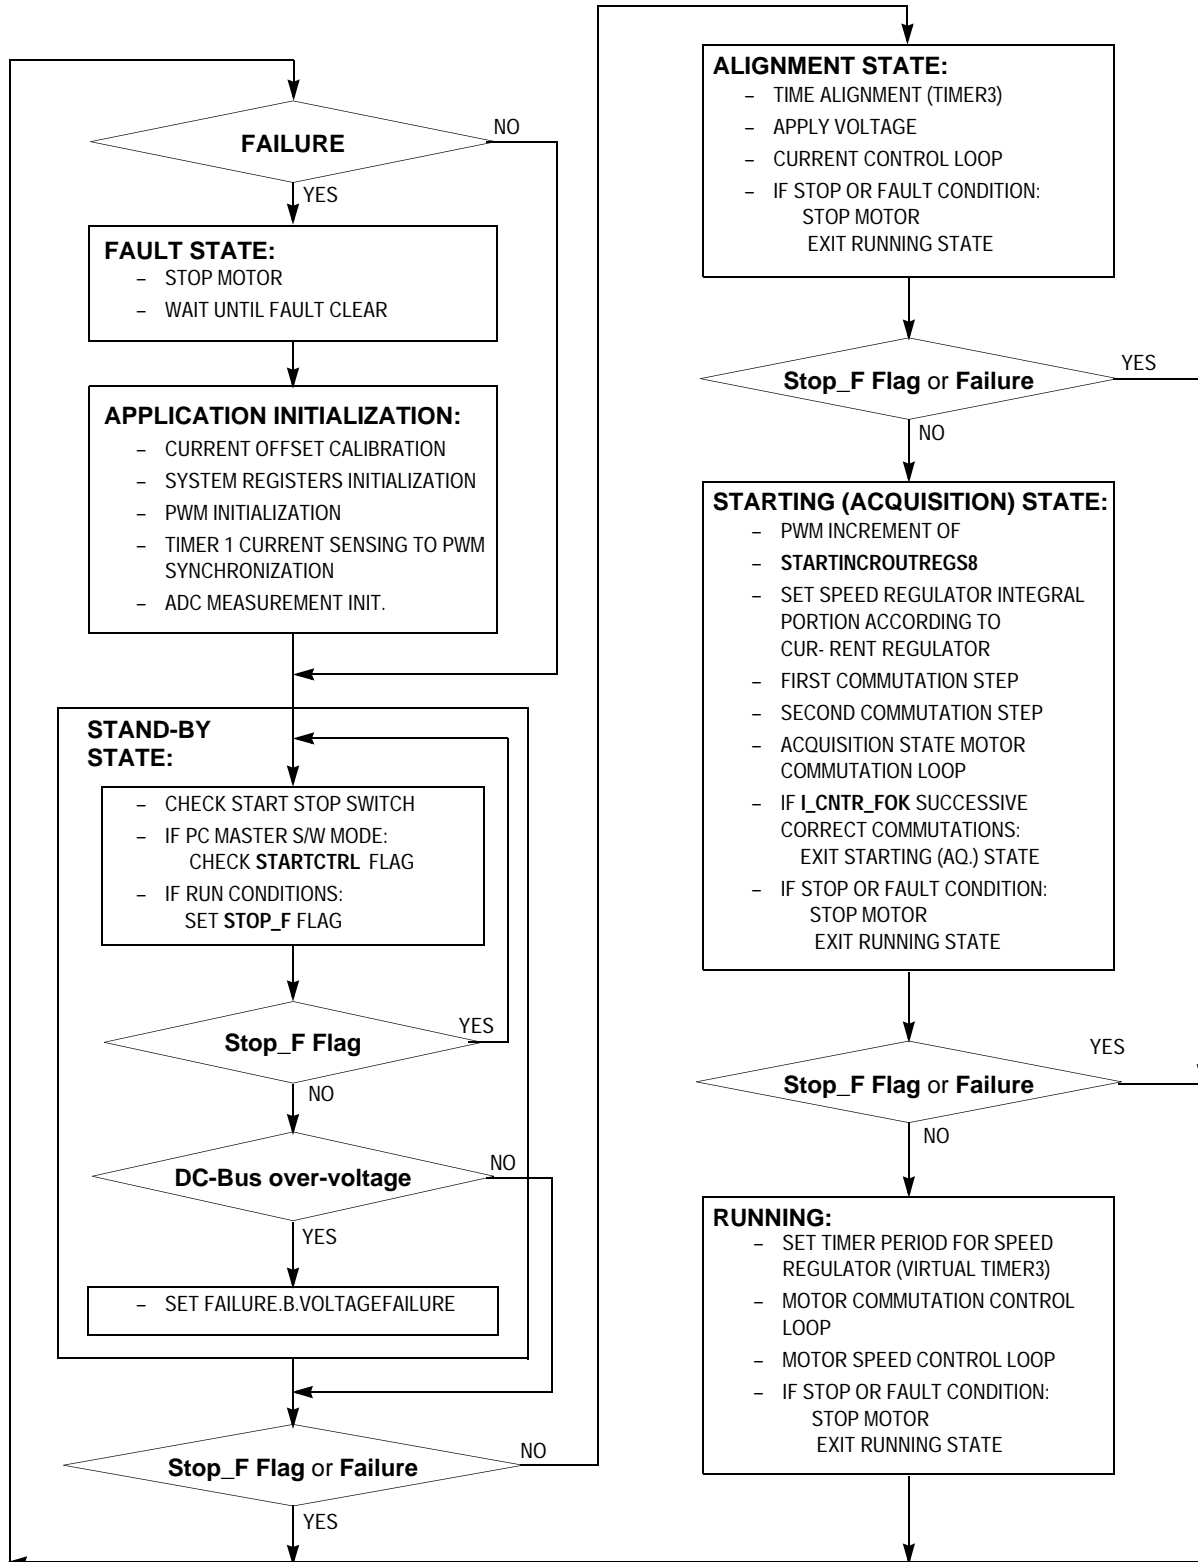 FAILURE
NO
YES
FAULT STATE:
– STOP MOTOR
– WAIT UNTIL FAULT CLEAR
APPLICATION INITIALIZATION:
– CURRENT OFFSET CALIBRATION
– SYSTEM REGISTERS INITIALIZATION
– PWM INITIALIZATION
– TIMER 1 CURRENT SENSING TO PWM
SYNCHRONIZATION
– ADC MEASUREMENT INIT.
STAND-BY
STATE:
– CHECK START STOP SWITCH
– IF PC MASTER S/W MODE:
CHECK STARTCTRL FLAG
– IF RUN CONDITIONS:
SET STOP_F FLAG
Stop_F Flag
YES
NO
DC-Bus over-voltage
NO
YES
– SET FAILURE.B.VOLTAGEFAILURE
Stop_F Flag or Failure
NO
YES
ALIGNMENT STATE:
– TIME ALIGNMENT (TIMER3)
– APPLY VOLTAGE
– CURRENT CONTROL LOOP
– IF STOP OR FAULT CONDITION:
STOP MOTOR
EXIT RUNNING STATE
Stop_F Flag or Failure
YES
NO
STARTING (ACQUISITION) STATE:
– PWM INCREMENT OF
– STARTINCROUTREGS8
– SET SPEED REGULATOR INTEGRAL
PORTION ACCORDING TO
CUR- RENT REGULATOR
– FIRST COMMUTATION STEP
– SECOND COMMUTATION STEP
– ACQUISITION STATE MOTOR
COMMUTATION LOOP
– IF I_CNTR_FOK SUCCESSIVE
CORRECT COMMUTATIONS:
EXIT STARTING (AQ.) STATE
– IF STOP OR FAULT CONDITION:
STOP MOTOR
EXIT RUNNING STATE
Stop_F Flag or Failure
YES
NO
RUNNING:
– SET TIMER PERIOD FOR SPEED
REGULATOR (VIRTUAL TIMER3)
– MOTOR COMMUTATION CONTROL
LOOP
– MOTOR SPEED CONTROL LOOP
– IF STOP OR FAULT CONDITION:
STOP MOTOR
EXIT RUNNING STATE